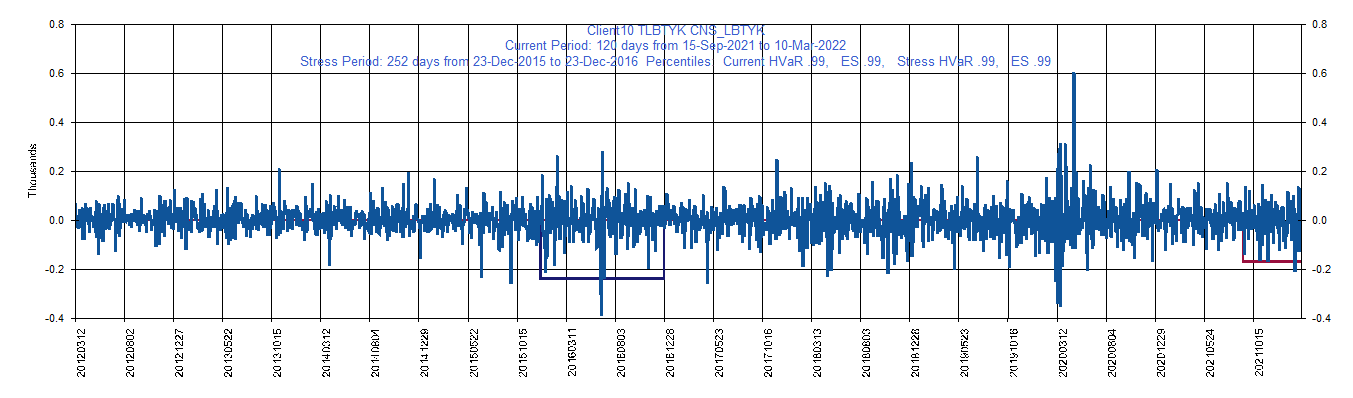 Client10 TLBTYK CNS_LBTYK
Current Period: 120 days from 15-Sep-2021 to 10-Mar-2022
Stress Period: 252 days from 23-Dec-2015 to 23-Dec-2016 Percentiles: Current HVaR .99, ES .99, Stress HVaR .99, ES .99
0.8 0.8
0.6 0.6
0.4 0.4
0.2 0.2
0.0 0.0
-0.2 -0.2
-0.4 -0.4
Thousands
20120312 20120802 20121227 20130522 20131015 20140312 20140804 20141229 20150522 20151015 20160311 20160803 20161228 20170523 20171016 20180313 20180803 20181228 20190523 20191016 20200312 20200804 20201229 20210524 20211015